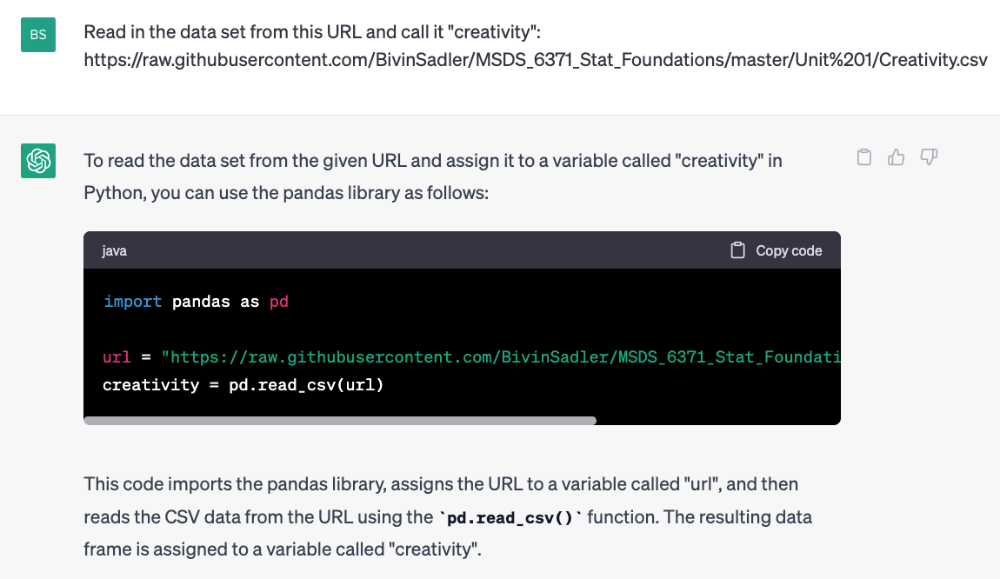 BS
Read in the data set from this URL and call it "creativity":
https://raw.githubusercontent.com/BivinSadler/MSDS_6371_Stat_Foundations/master/Unit%201/Creativity.csv
To read the data set from the given URL and assign it to a variable called "creativity" in
Python, you can use the pandas library as follows:
java
Copy code
import pandas as pd
url = "https://raw.githubusercontent.com/BivinSadler/MSDS_6371_Stat_Foundati
creativity = pd.read_csv(url)
This code imports the pandas library, assigns the URL to a variable called "url", and then
reads the CSV data from the URL using the `pd.read_csv()` function. The resulting data
frame is assigned to a variable called "creativity".